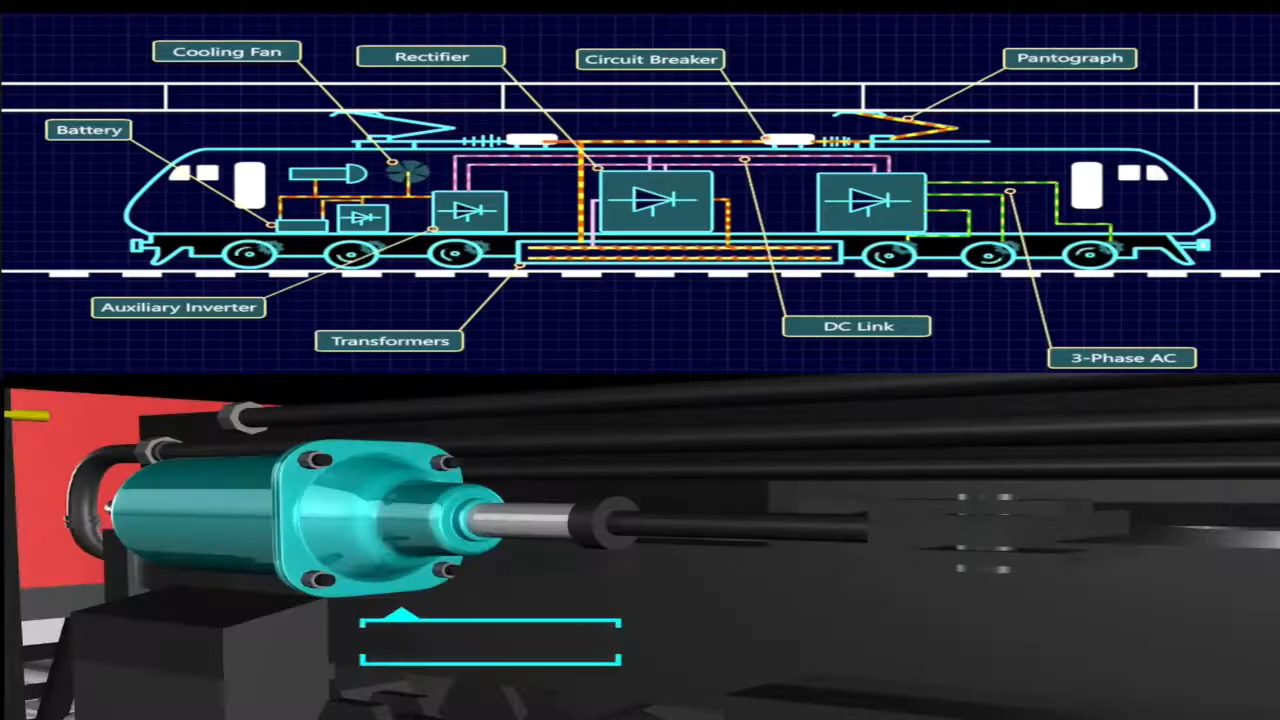 Cooling Fan
Rectifier
Circuit Breaker
Pantograph
Battery
Auxiliary Inverter
Transformers
DC Link
3-Phase AC